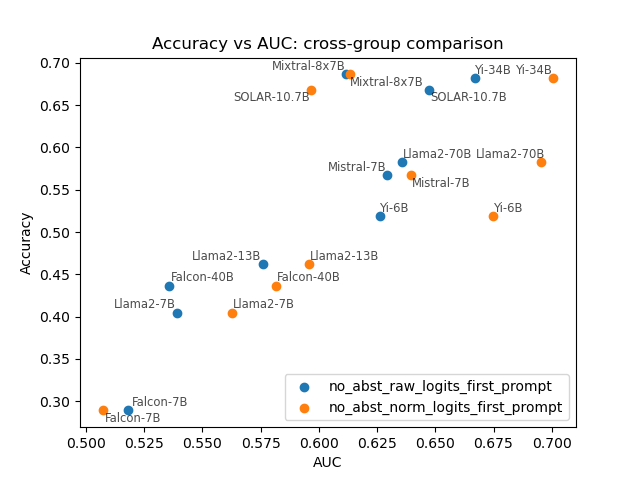 Accuracy vs AUC: cross-group comparison
0.70
Mixtral-8x7B
Yi-34B
Yi-34B
Mixtral-8x7B
0.65
SOLAR-10.7B
SOLAR-10.7B
0.60
Llama2-70B
Llama2-70B
Mistral-7B
0.55
Mistral-7B
Yi-6B
Yi-6B
0.50
Accuracy
Llama2-13B
Llama2-13B
0.45
Falcon-40B
Falcon-40B
Llama2-7B
Llama2-7B
0.40
0.35
no_abst_raw_logits_first_prompt
no_abst_norm_logits_first_prompt
0.30
Falcon-7B
Falcon-7B
0.500
0.525
0.550
0.575
0.600
0.625
0.650
0.675
0.700
AUC